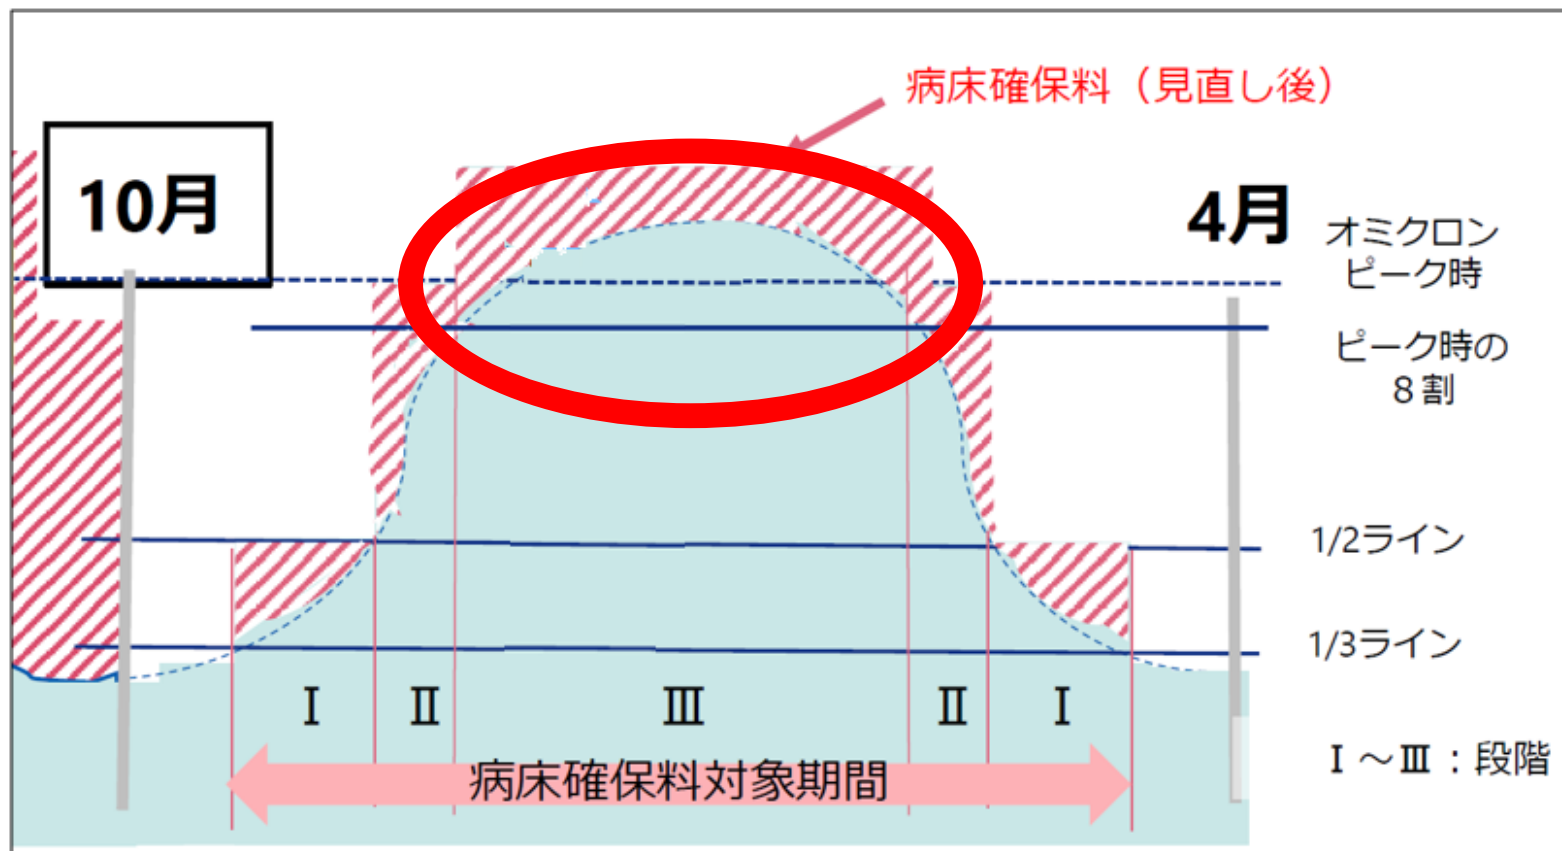 病床確保料（見直し後）
10月
4月
オミクロン
ピーク時
ピーク時の
８割
1/2ライン
1/3ライン
Ⅰ Ⅱ Ⅲ Ⅱ Ⅰ
Ⅰ～Ⅲ：段階
病床確保料対象期間